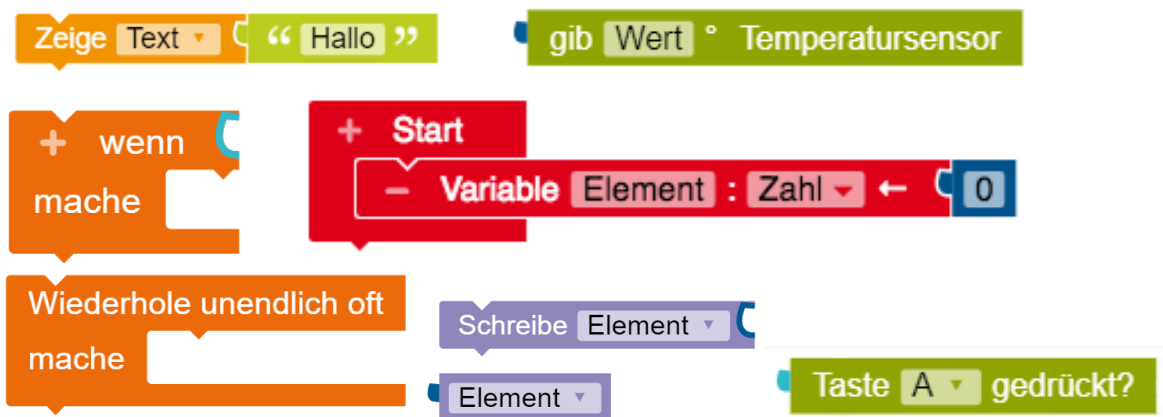 Zeige Text “ Hallo ”
gib Wert ° Temperatursensor
+ wenn
mache
+ Start
− Variable Element : Zahl ← 0
Wiederhole unendlich oft
mache
Schreibe Element
Element
Taste A gedrückt?